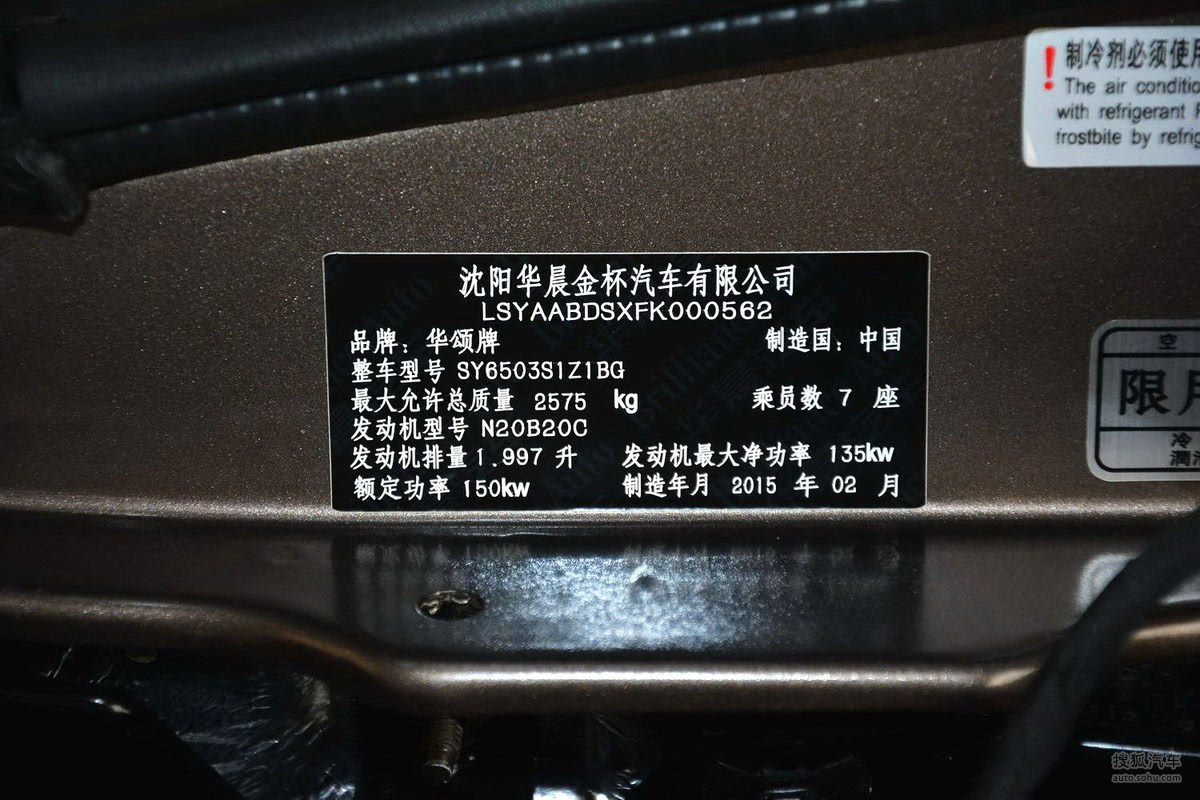 制冷剂必须使用
The air conditio
with refrigerant
frostbite by refrig
沈阳华晨金杯汽车有限公司
LSYAABDSXFK000562
品牌：华颂牌 制造国：中国
整车型号 SY6503S1Z1BG
最大允许总质量 2575 kg 乘员数 7 座
发动机型号 N20B20C
发动机排量 1.997 升 发动机最大净功率 135kw
额定功率 150kw 制造年月 2015 年 02 月
空
限
冷
搜狐汽车
auto.sohu.com